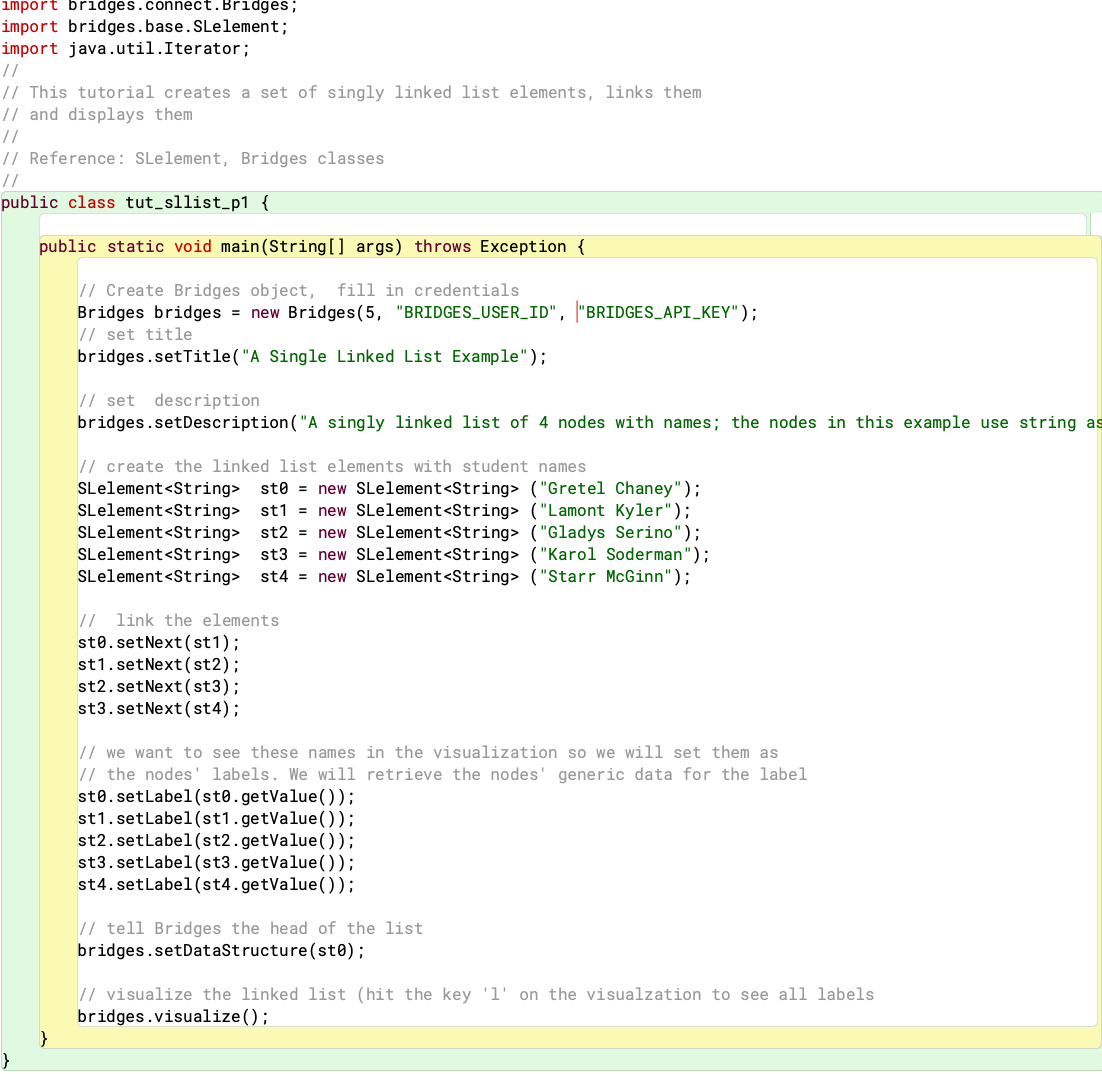 import bridges.connect.Bridges;
import bridges.base.SLelement;
import java.util.Iterator;
//
// This tutorial creates a set of singly linked list elements, links them
// and displays them
//
// Reference: SLelement, Bridges classes
//
public class tut_sllist_p1 {
public static void main(String[] args) throws Exception {
// Create Bridges object,  fill in credentials
Bridges bridges = new Bridges(5, "BRIDGES_USER_ID", "BRIDGES_API_KEY");
// set title
bridges.setTitle("A Single Linked List Example");
// set  description
bridges.setDescription("A singly linked list of 4 nodes with names; the nodes in this example use string as
// create the linked list elements with student names
SLelement<String>  st0 = new SLelement<String> ("Gretel Chaney");
SLelement<String>  st1 = new SLelement<String> ("Lamont Kyler");
SLelement<String>  st2 = new SLelement<String> ("Gladys Serino");
SLelement<String>  st3 = new SLelement<String> ("Karol Soderman");
SLelement<String>  st4 = new SLelement<String> ("Starr McGinn");
//  link the elements
st0.setNext(st1);
st1.setNext(st2);
st2.setNext(st3);
st3.setNext(st4);
// we want to see these names in the visualization so we will set them as
// the nodes' labels. We will retrieve the nodes' generic data for the label
st0.setLabel(st0.getValue());
st1.setLabel(st1.getValue());
st2.setLabel(st2.getValue());
st3.setLabel(st3.getValue());
st4.setLabel(st4.getValue());
// tell Bridges the head of the list
bridges.setDataStructure(st0);
// visualize the linked list (hit the key 'l' on the visualzation to see all labels
bridges.visualize();
}
}